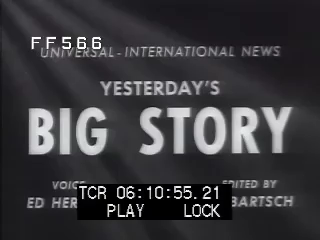 FF566
UNIVERSAL-INTERNATIONAL NEWS
YESTERDAY'S
BIG STORY
VOICE EDITED BY
ED HER BARTSCH
TCR 06:10:55.21
PLAY LOCK